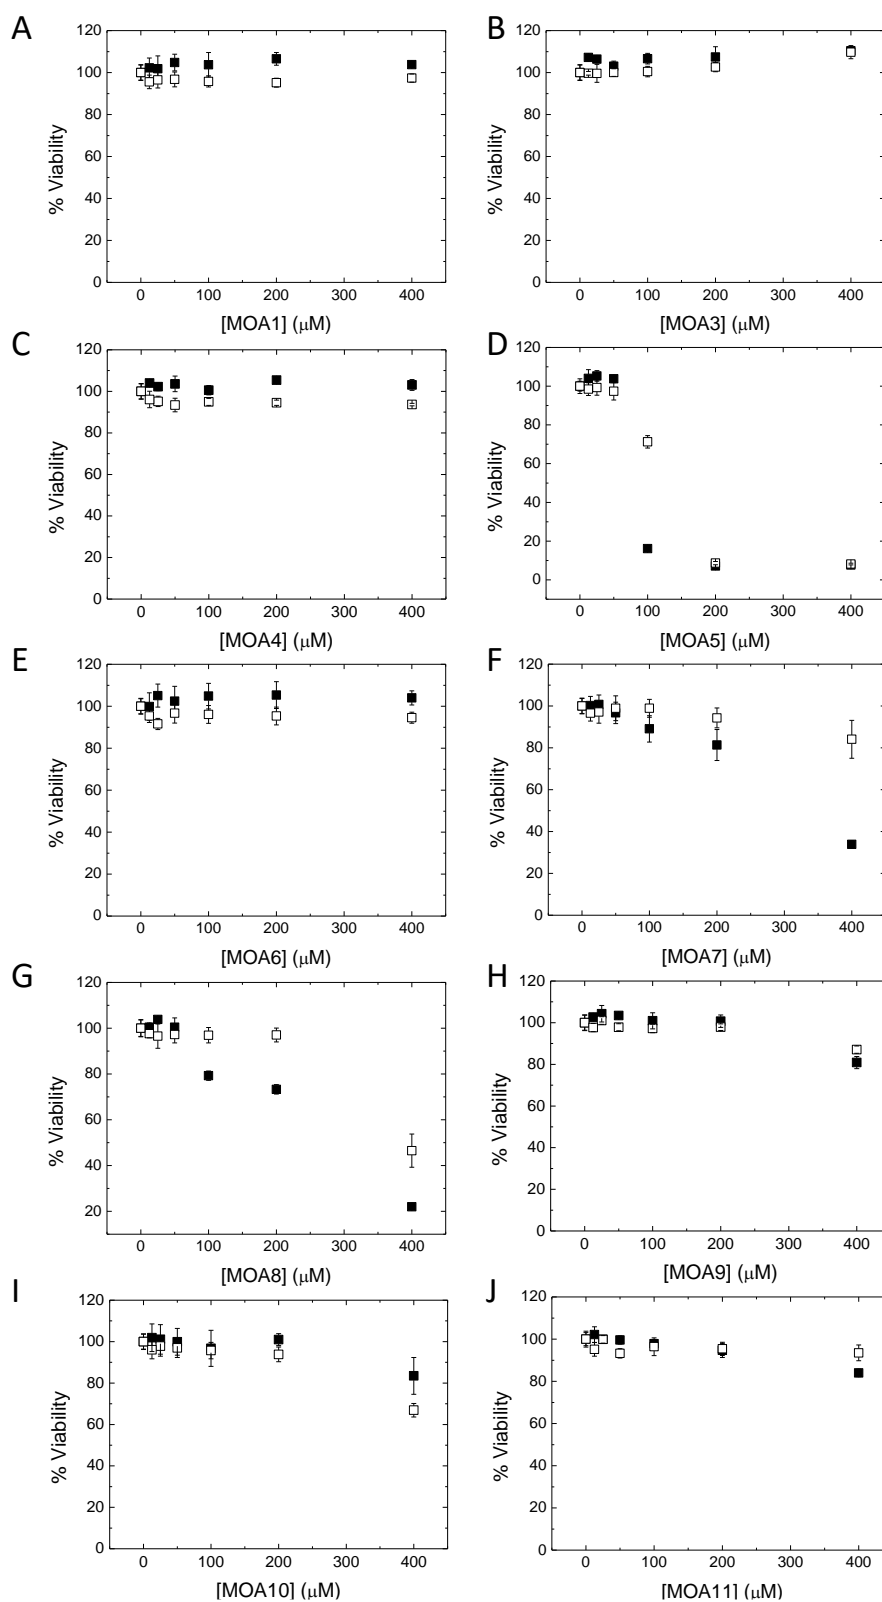 A
120
100
80
60
40
20
0
% Viability
0 100 200 300 400
[MOA1] (μM)
B
120
100
80
60
40
20
0
% Viability
0 100 200 300 400
[MOA3] (μM)
C
120
100
80
60
40
20
0
% Viability
0 100 200 300 400
[MOA4] (μM)
D
120
100
80
60
40
20
0
% Viability
0 100 200 300 400
[MOA5] (μM)
E
120
100
80
60
40
20
0
% Viability
0 100 200 300 400
[MOA6] (μM)
F
120
100
80
60
40
20
0
% Viability
0 100 200 300 400
[MOA7] (μM)
G
120
100
80
60
40
20
% Viability
0 100 200 300 400
[MOA8] (μM)
H
120
100
80
60
40
20
0
% Viability
0 100 200 300 400
[MOA9] (μM)
I
120
100
80
60
40
20
0
% Viability
0 100 200 300 400
[MOA10] (μM)
J
120
100
80
60
40
20
0
% Viability
0 100 200 300 400
[MOA11] (μM)